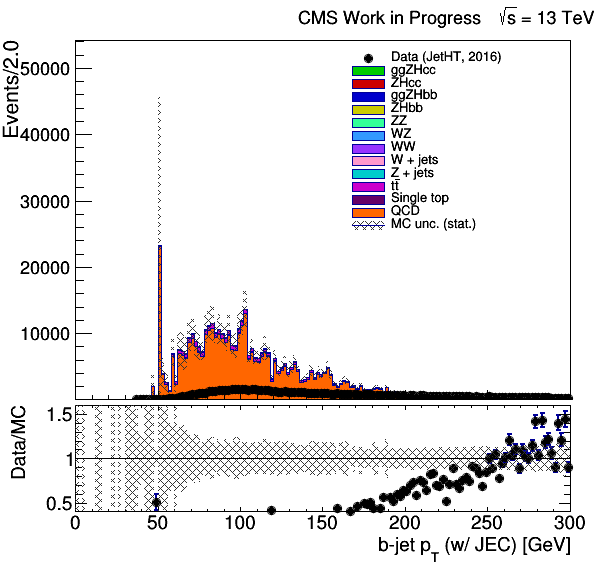 CMS Work in Progress √s = 13 TeV
Events/2.0
50000
40000
30000
20000
10000
Data (JetHT, 2016)
ggZHcc
ZHcc
ggZHbb
ZHbb
ZZ
WZ
WW
W + jets
Z + jets
tt̄
Single top
QCD
MC unc. (stat.)
Data/MC
1.5
1
0.5
0 50 100 150 200 250 300
b-jet p_T (w/ JEC) [GeV]